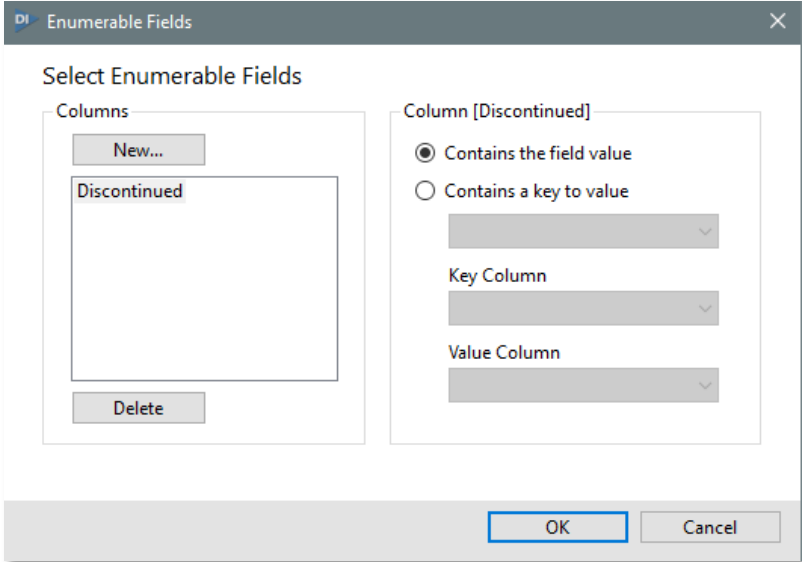 DI
Enumerable Fields
Select Enumerable Fields
Columns
New...
Discontinued
Delete
Column [Discontinued]
Contains the field value
Contains a key to value
Key Column
Value Column
OK
Cancel